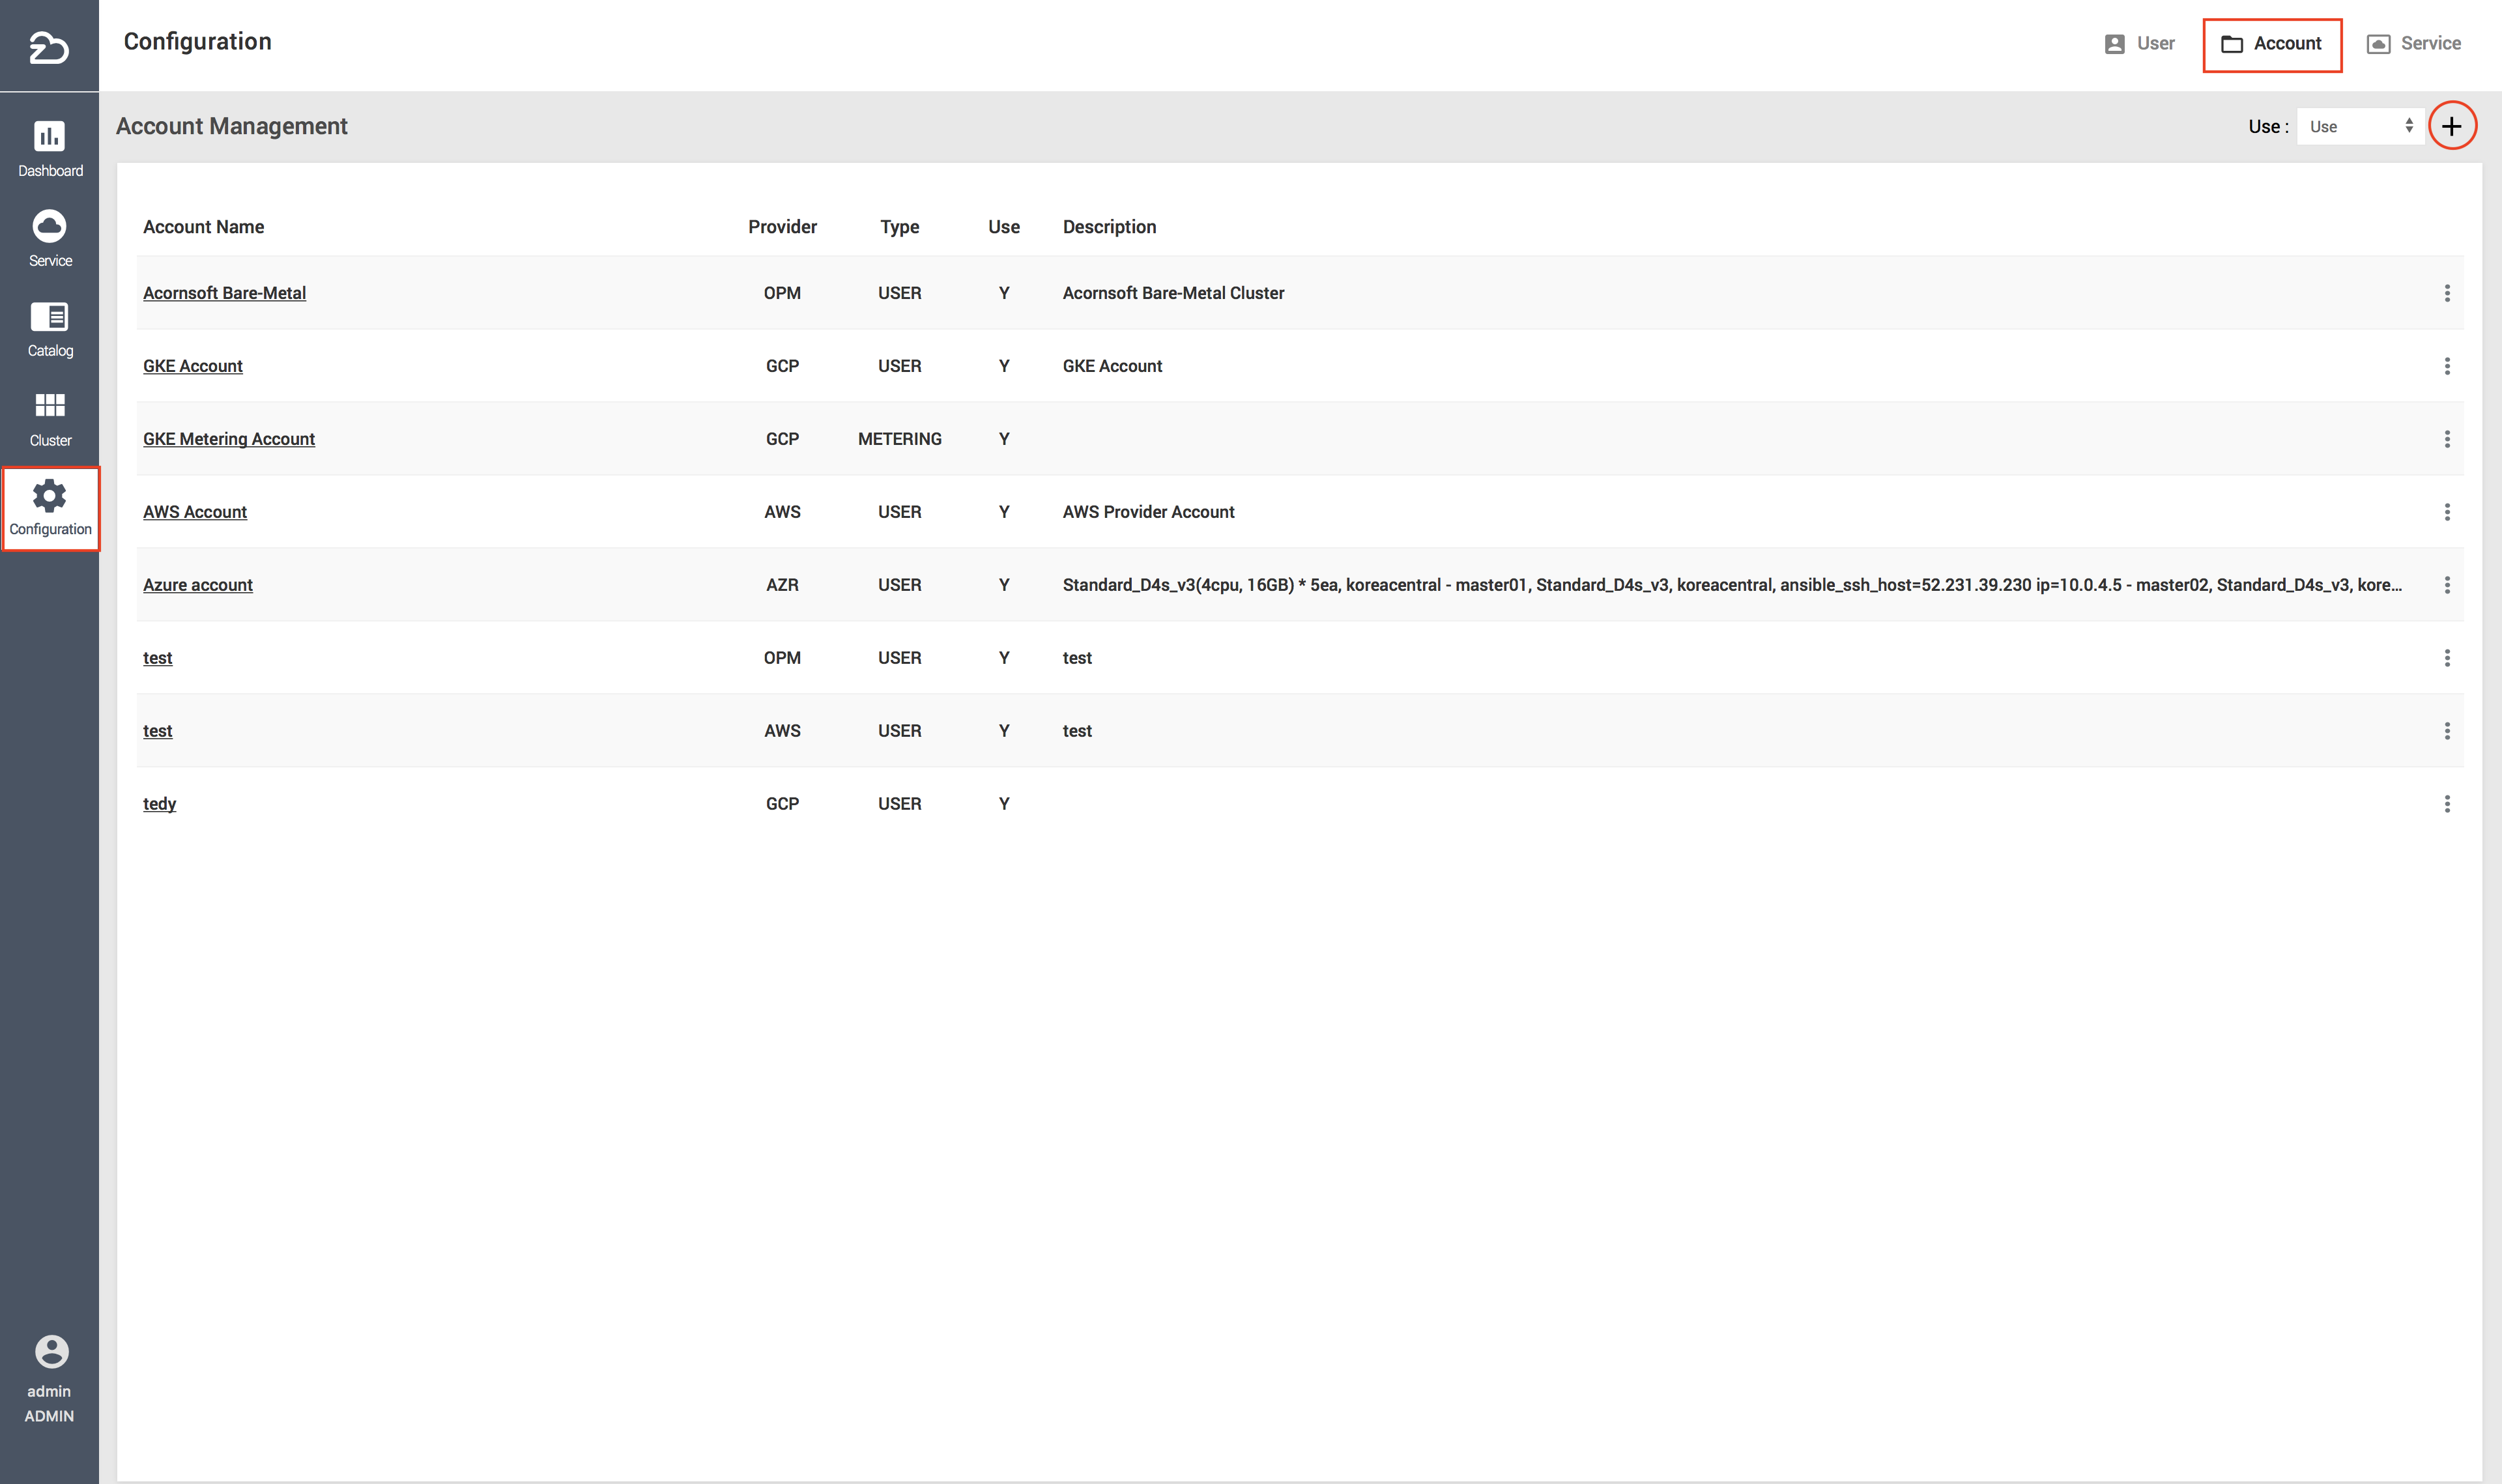 Configuration
User
Account
Service
Dashboard
Service
Catalog
Cluster
Configuration
admin
ADMIN
Account Management
Use : Use
Account Name Provider Type Use Description
Acornsoft Bare-Metal OPM USER Y Acornsoft Bare-Metal Cluster
GKE Account GCP USER Y GKE Account
GKE Metering Account GCP METERING Y
AWS Account AWS USER Y AWS Provider Account
Azure account AZR USER Y Standard_D4s_v3(4cpu, 16GB) * 5ea, koreacentral - master01, Standard_D4s_v3, koreacentral, ansible_ssh_host=52.231.39.230 ip=10.0.4.5 - master02, Standard_D4s_v3, kore...
test OPM USER Y test
test AWS USER Y test
tedy GCP USER Y